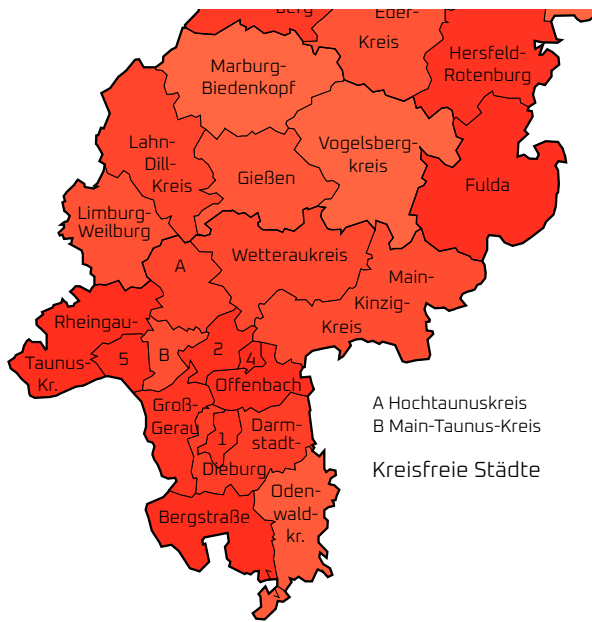 Berg
Eder-
Kreis
Hersfeld-
Rotenburg
Marburg-
Biedenkopf
Vogelsberg-
kreis
Lahn-
Dill-
Kreis
Gießen
Fulda
Limburg-
Weilburg
Wetteraukreis
A
Main-
Kinzig-
Kreis
Rheingau-
Taunus-
Kr.
5
B
2
4
Offenbach
Groß-
Gerau
1
Darm-
stadt-
Dieburg
Oden-
wald-
kr.
Bergstraße
A Hochtaunuskreis
B Main-Taunus-Kreis
Kreisfreie Städte